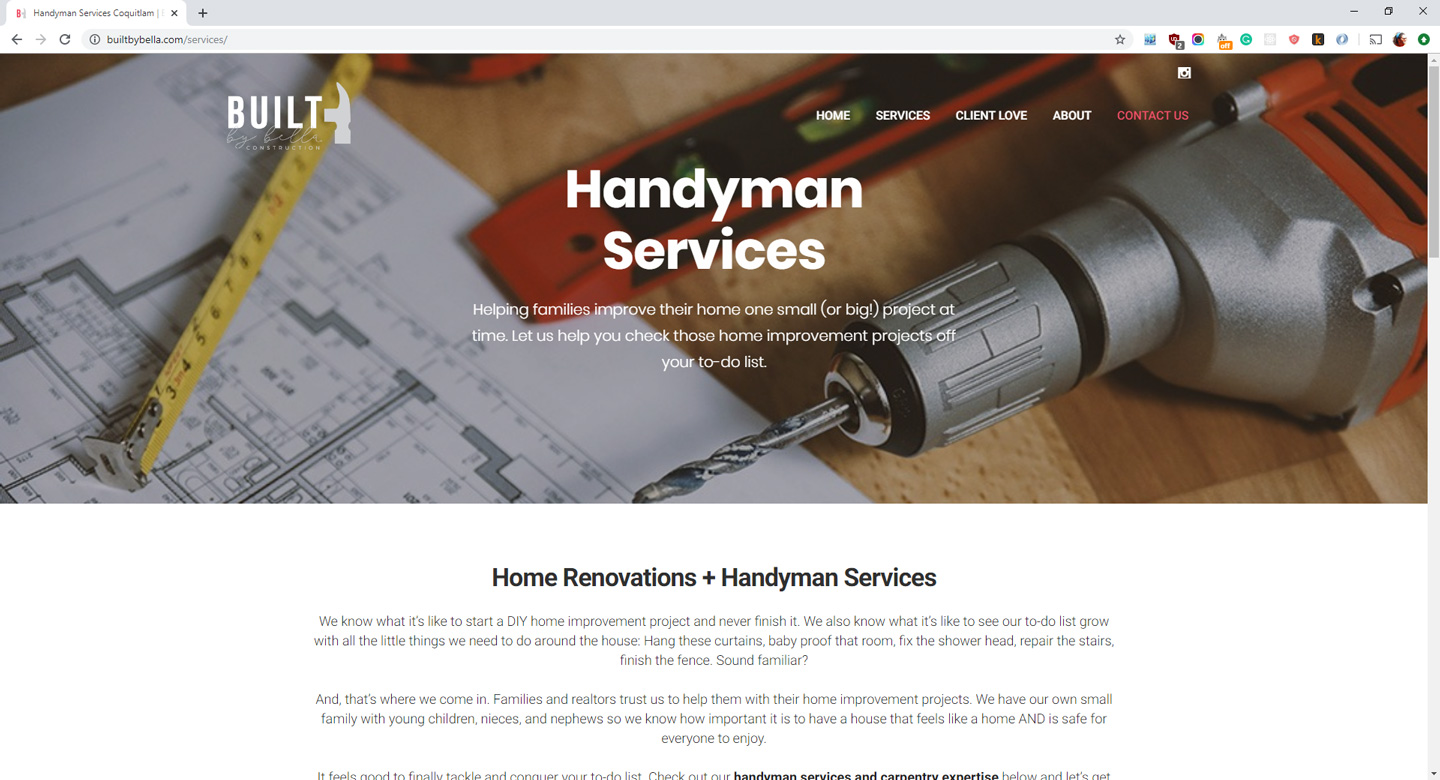 Handyman Services Coquitlam |
builtbybella.com/services/
2
off
k
BUILT
by bella
CONSTRUCTION
HOME
SERVICES
CLIENT LOVE
ABOUT
CONTACT US
Handyman
Services
Helping families improve their home one small (or big!) project at
time. Let us help you check those home improvement projects off
your to-do list.
Home Renovations + Handyman Services
We know what it's like to start a DIY home improvement project and never finish it. We also know what it's like to see our to-do list grow
with all the little things we need to do around the house: Hang these curtains, baby proof that room, fix the shower head, repair the stairs,
finish the fence. Sound familiar?
And, that's where we come in. Families and realtors trust us to help them with their home improvement projects. We have our own small
family with young children, nieces, and nephews so we know how important it is to have a house that feels like a home AND is safe for
everyone to enjoy.
It feels good to finally tackle and conquer your to-do list. Check out our handyman services and carpentry expertise below and let's get